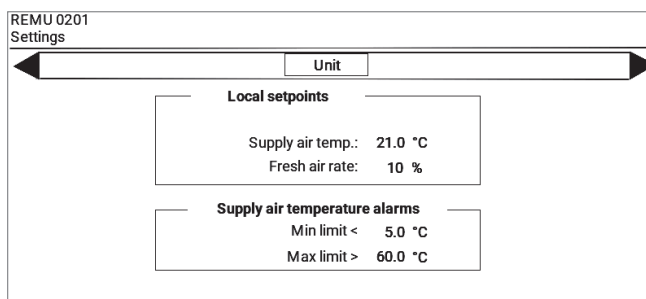 REMU 0201
Settings
Unit
Local setpoints
Supply air temp.: 21.0 °C
Fresh air rate: 10 %
Supply air temperature alarms
Min limit < 5.0 °C
Max limit > 60.0 °C